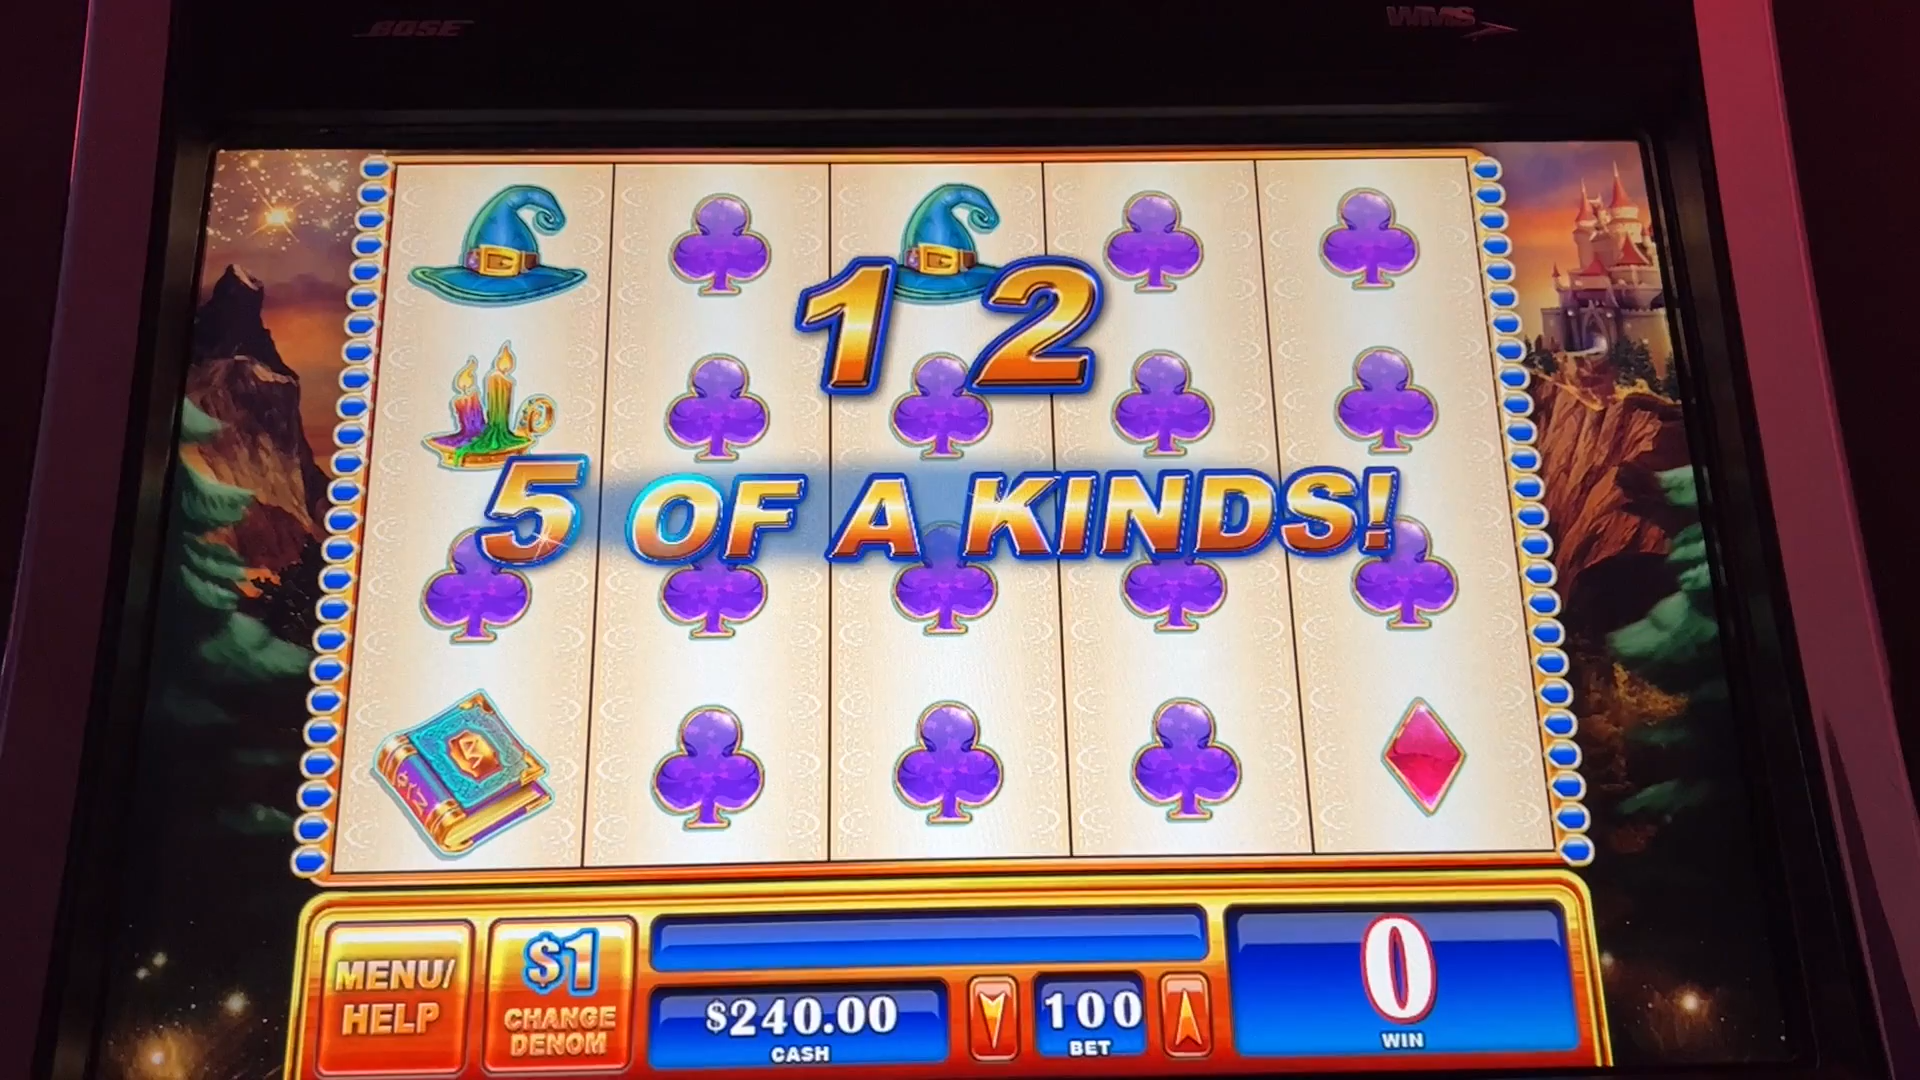 BOSE
WMS
12
5 OF A KINDS!
MENU/
HELP
$1
CHANGE
DENOM
$240.00
CASH
100
BET
0
WIN